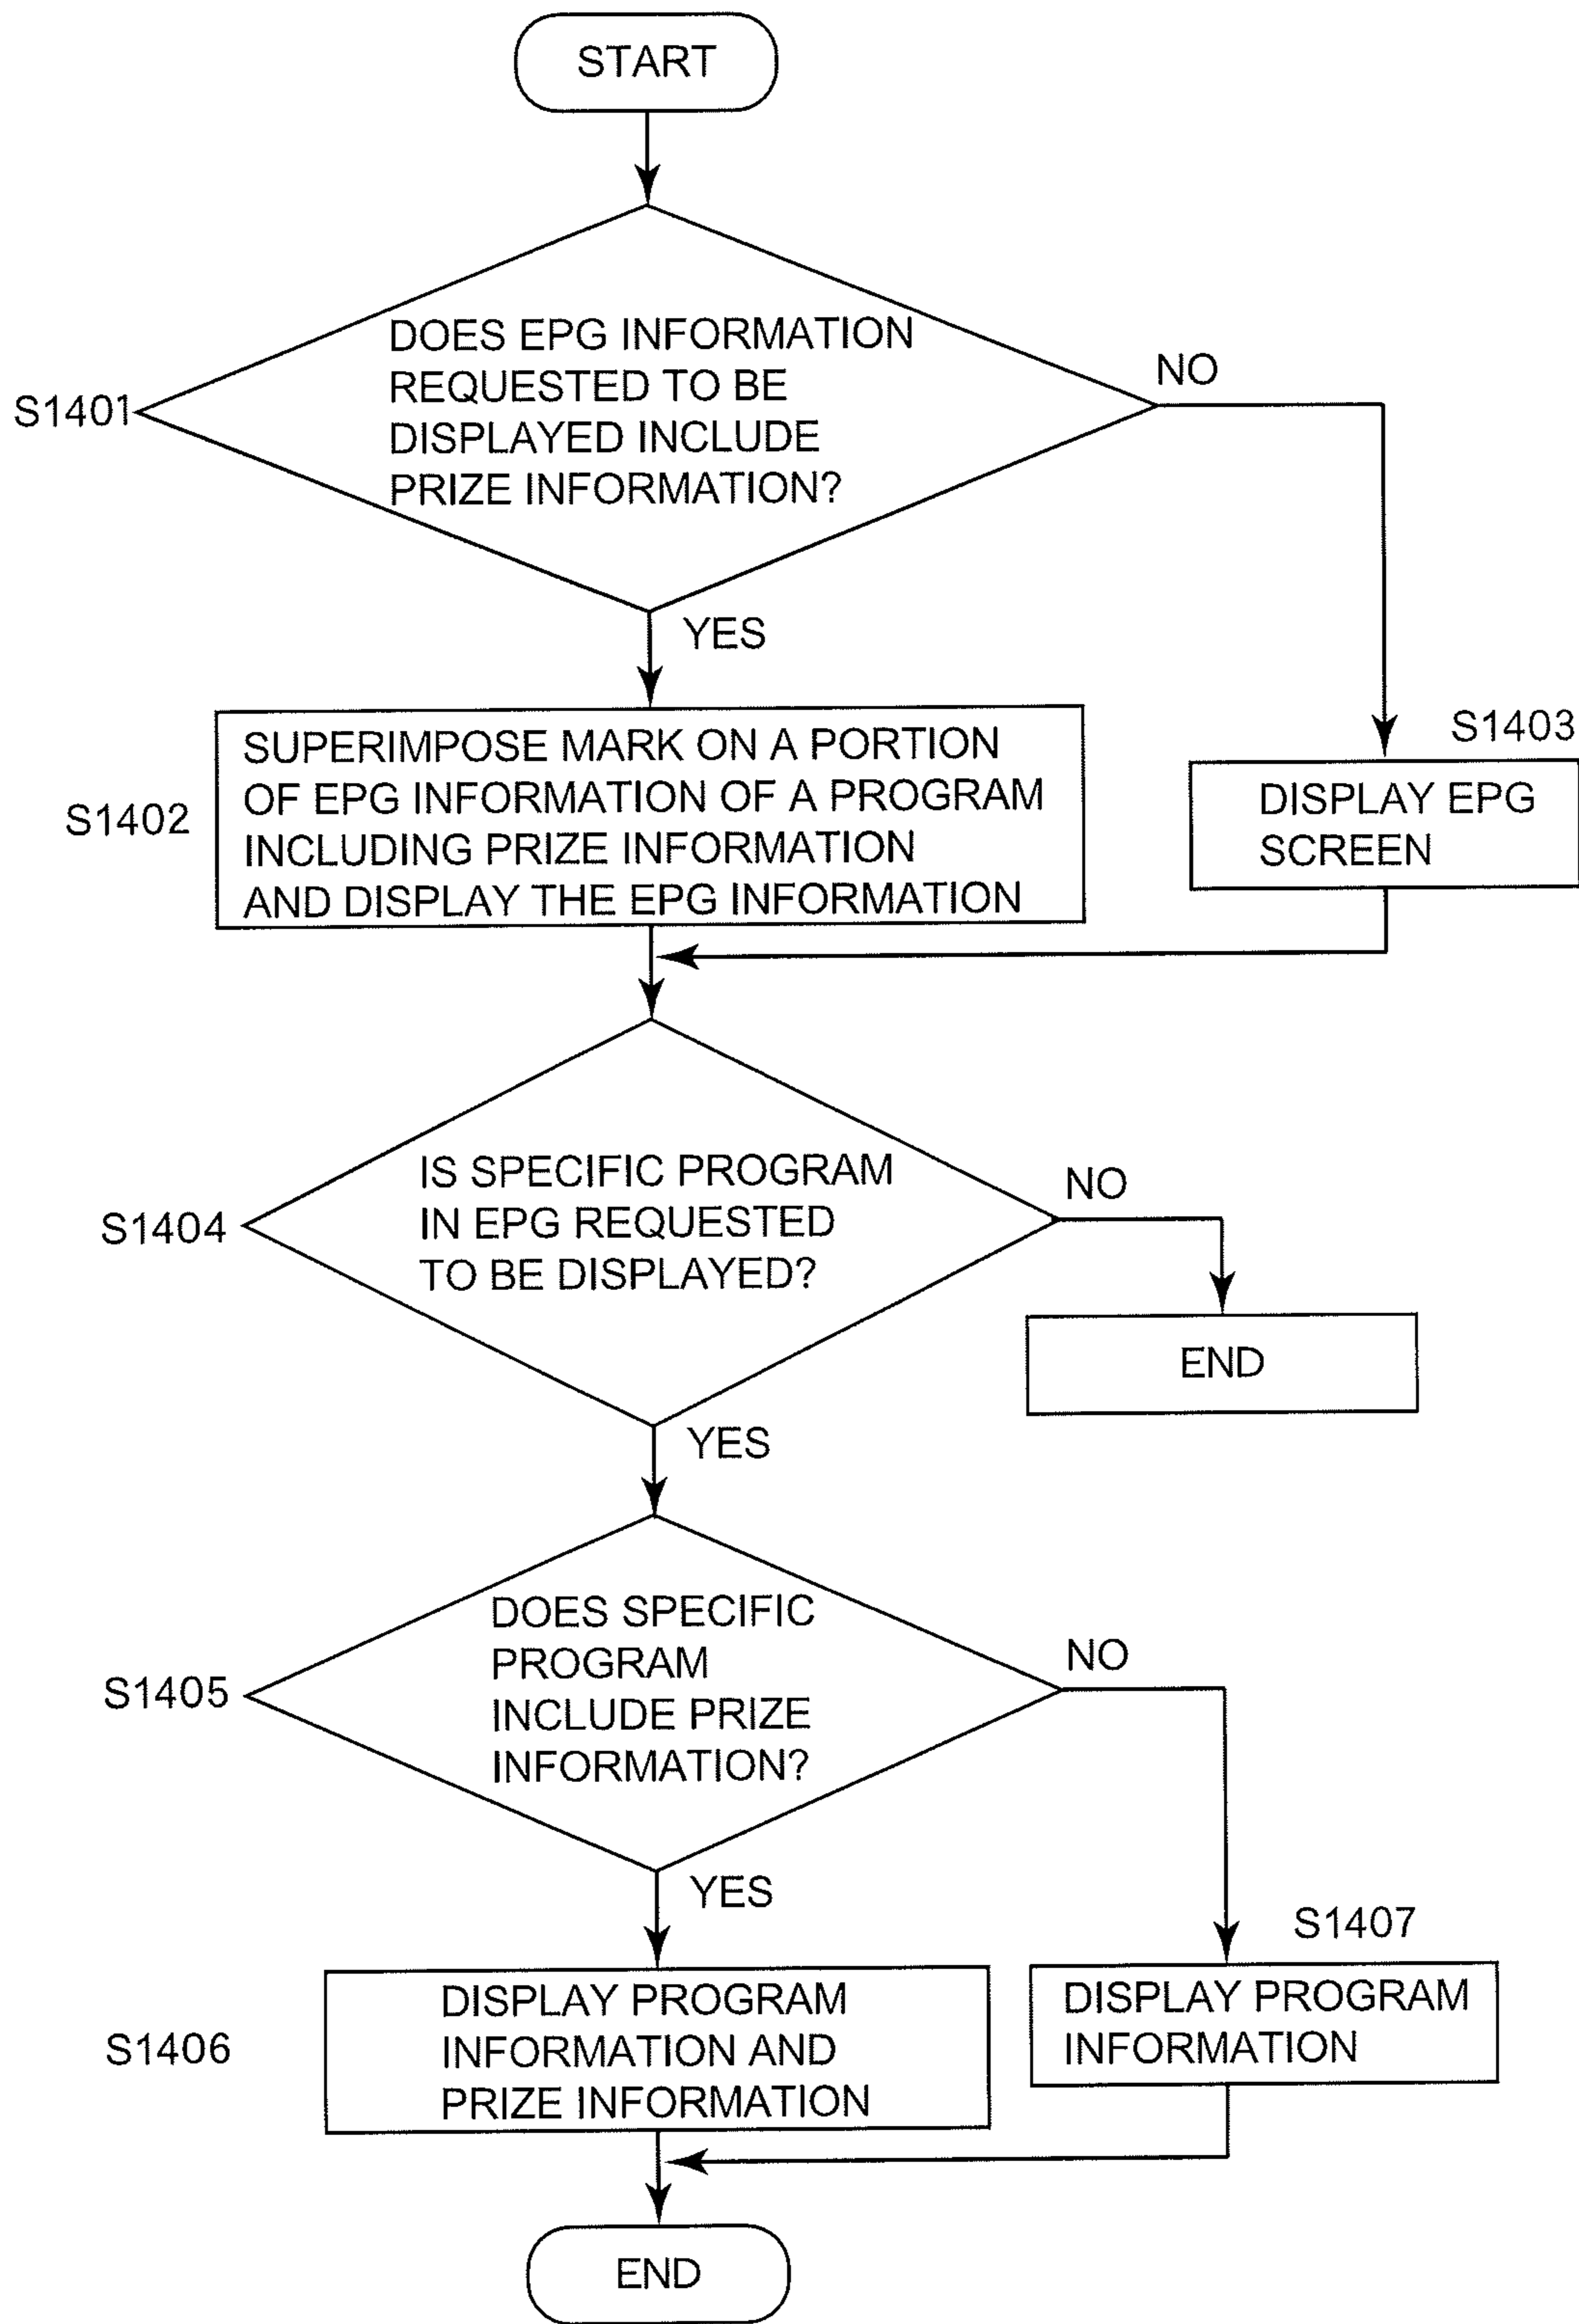 START
DOES EPG INFORMATION
REQUESTED TO BE
DISPLAYED INCLUDE
PRIZE INFORMATION?
S1401
NO
YES
SUPERIMPOSE MARK ON A PORTION
OF EPG INFORMATION OF A PROGRAM
INCLUDING PRIZE INFORMATION
AND DISPLAY THE EPG INFORMATION
S1402
S1403
DISPLAY EPG
SCREEN
IS SPECIFIC PROGRAM
IN EPG REQUESTED
TO BE DISPLAYED?
S1404
NO
END
YES
DOES SPECIFIC
PROGRAM
INCLUDE PRIZE
INFORMATION?
S1405
NO
YES
S1407
DISPLAY PROGRAM
INFORMATION AND
PRIZE INFORMATION
S1406
DISPLAY PROGRAM
INFORMATION
END